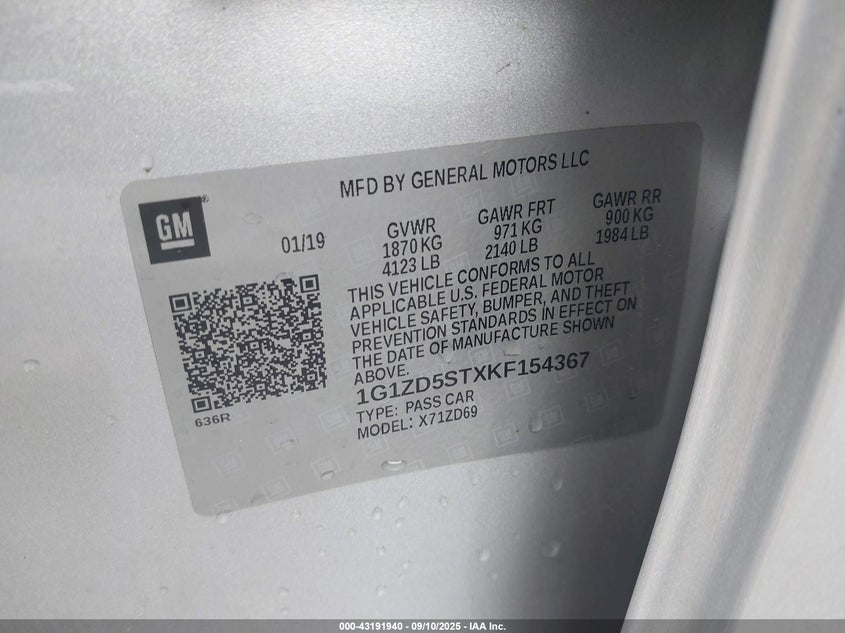 MFD BY GENERAL MOTORS LLC
GM®
01/19
GVWR
1870 KG
4123 LB
GAWR FRT
971 KG
2140 LB
GAWR RR
900 KG
1984 LB
THIS VEHICLE CONFORMS TO ALL
APPLICABLE U.S. FEDERAL MOTOR
VEHICLE SAFETY, BUMPER, AND THEFT
PREVENTION STANDARDS IN EFFECT ON
THE DATE OF MANUFACTURE SHOWN
ABOVE.
1G1ZD5STXKF154367
TYPE: PASS CAR
MODEL: X71ZD69
636R
000-43191940 - 09/10/2025 - IAA Inc.